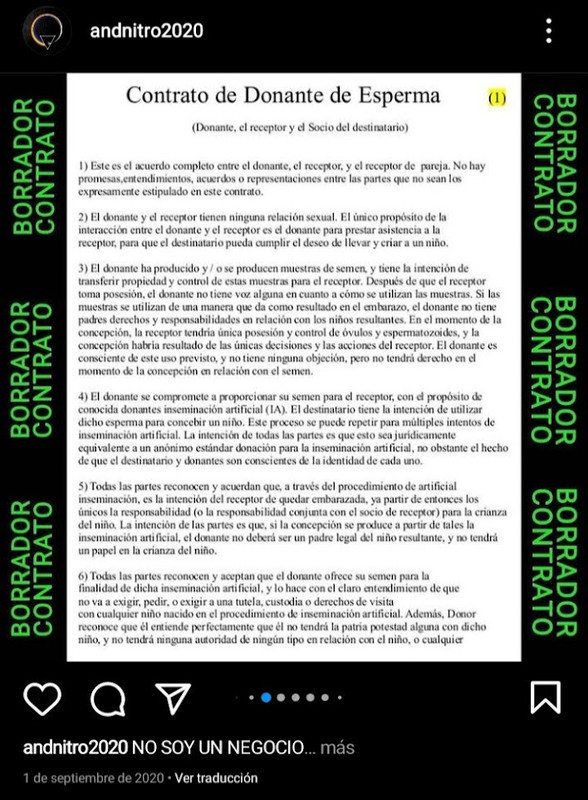 andnitro2020
BORRADOR CONTRATO
BORRADOR CONTRATO
BORRADOR CONTRATO
Contrato de Donante de Esperma (1)
(Donante, el receptor y el Socio del destinatario)
1) Este es el acuerdo completo entre el donante, el receptor, y el receptor de pareja. No hay
promesas,entendimientos, acuerdos o representaciones entre las partes que no sean los
expresamente estipulado en este contrato.
2) El donante y el receptor tienen ninguna relación sexual. El único propósito de la
interacción entre el donante y el receptor es el donante para prestar asistencia a la
receptor, para que el destinatario pueda cumplir el deseo de llevar y criar a un niño.
3) El donante ha producido y / o se producen muestras de semen, y tiene la intención de
transferir propiedad y control de estas muestras para el receptor. Después de que el receptor
toma posesión, el donante no tiene voz alguna en cuanto a cómo se utilizan las muestras. Si las
muestras se utilizan de una manera que da como resultado en el embarazo, el donante no tiene
padres derechos y responsabilidades en relación con los niños resultantes. En el momento de la
concepción, la receptor tendría única posesión y control de óvulos y espermatozoides, y la
concepción habría resultado de las únicas decisiones y las acciones del receptor. El donante es
consciente de este uso previsto, y no tiene ninguna objeción, pero no tendrá derecho en el
momento de la concepción en relación con el semen.
4) El donante se compromete a proporcionar su semen para el receptor, con el propósito de
conocida donantes inseminación artificial (IA). El destinatario tiene la intención de utilizar
dicho esperma para concebir un niño. Este proceso se puede repetir para múltiples intentos de
inseminación artificial. La intención de todas las partes es que esto sea jurídicamente
equivalente a un anónimo estándar donación para la inseminación artificial, no obstante el hecho
de que el destinatario y donantes son conscientes de la identidad de cada uno.
5) Todas las partes reconocen y acuerdan que, a través del procedimiento de artificial
inseminación, es la intención del receptor de quedar embarazada, ya partir de entonces los
únicos la responsabilidad (o la responsabilidad conjunta con el socio de receptor) para la crianza
del niño. La intención de las partes es que, si la concepción se produce a partir de tales la
inseminación artificial, el donante no deberá ser un padre legal del niño resultante, y no tendrá
un papel en la crianza del niño.
6) Todas las partes reconocen y aceptan que el donante ofrece su semen para la
finalidad de dicha inseminación artificial, y lo hace con el claro entendimiento de que
no va a exigir, pedir, o exigir a una tutela, custodia o derechos de visita
con cualquier niño nacido en el procedimiento de inseminación artificial. Además, Donor
reconoce que él entiende perfectamente que él no tendrá la patria potestad alguna con dicho
niño, y no tendrá ninguna autoridad de ningún tipo en relación con el niño, o cualquier
BORRADOR CONTRATO
BORRADOR CONTRATO
BORRADOR CONTRATO
andnitro2020 NO SOY UN NEGOCIO... más
1 de septiembre de 2020 • Ver traducción